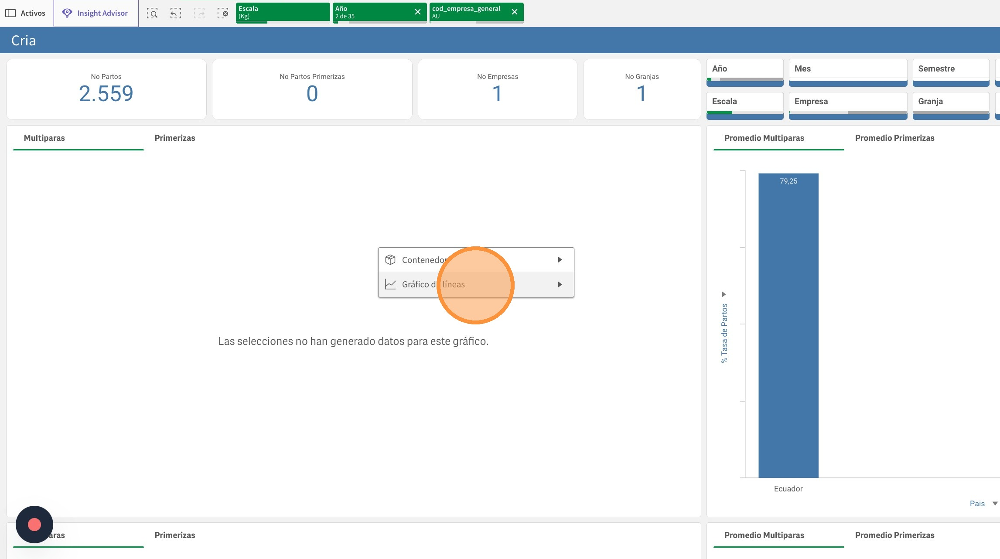 Activos
Insight Advisor
Escala
(Kg)
Año
2 de 35
cod_empresa_general
AU
Cria
No Partos
2.559
No Partos Primerizas
0
No Empresas
1
No Granjas
1
Año
Mes
Semestre
Escala
Empresa
Granja
Multiparas
Primerizas
Promedio Multiparas
Promedio Primerizas
Contenedor
Gráfico de líneas
Las selecciones no han generado datos para este gráfico.
79,25
% Tasa de Partos
Ecuador
Pais
aras
Primerizas
Promedio Multiparas
Promedio Primerizas